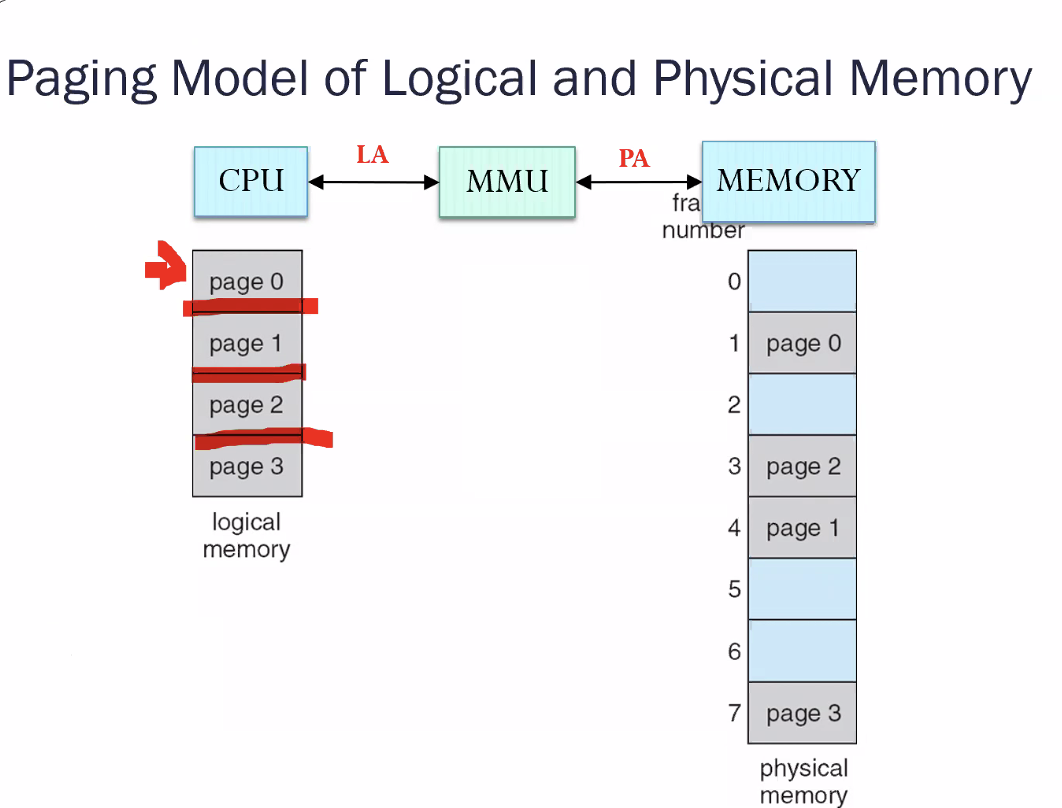 Paging Model of Logical and Physical Memory
CPU
LA
MMU
PA
MEMORY
fra
number
page 0
page 1
page 2
page 3
logical
memory
0
1 page 0
2
3 page 2
4 page 1
5
6
7 page 3
physical
memory